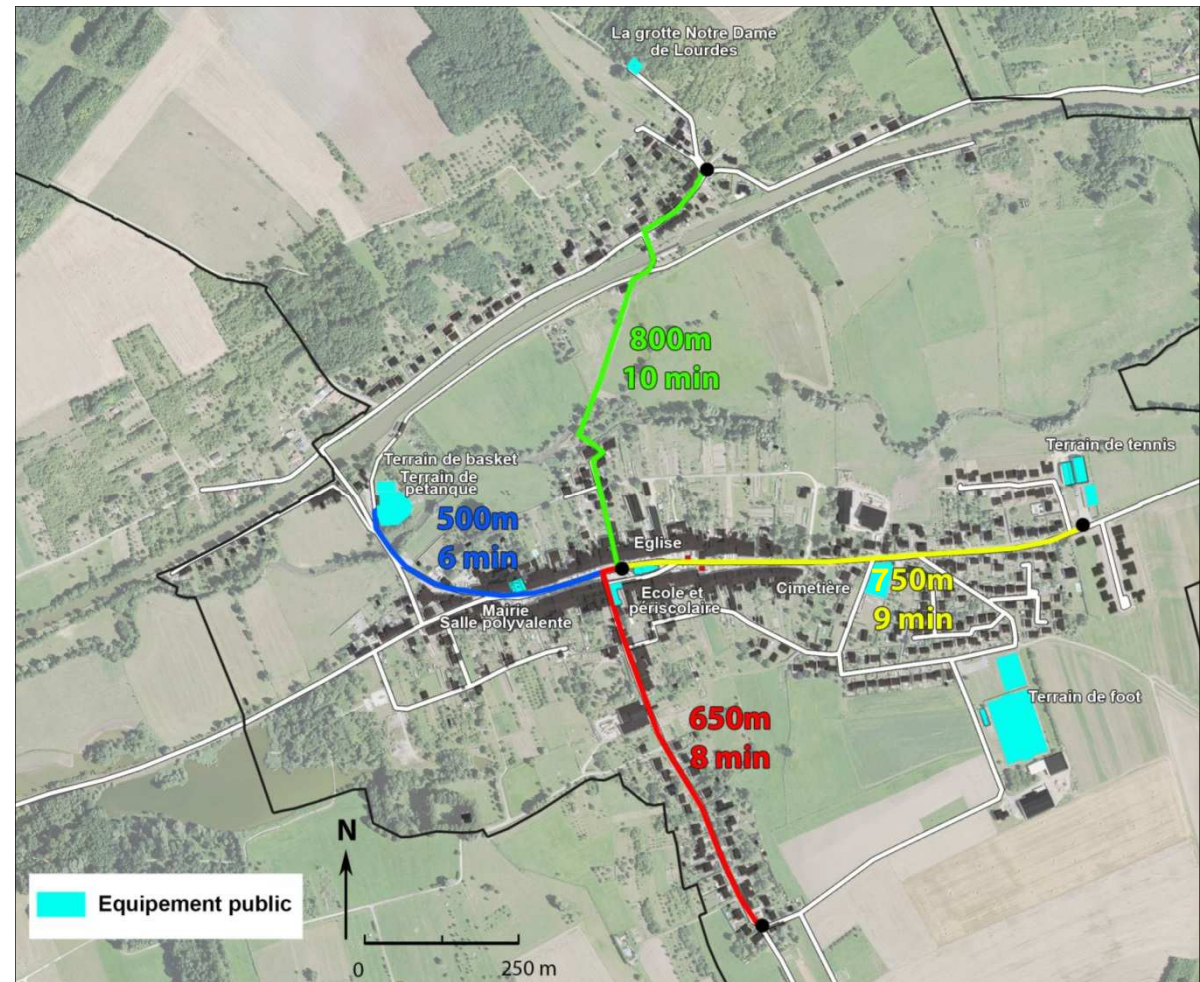 La grotte Notre Dame
de Lourdes
800m
10 min
Terrain de tennis
Terrain de basket
Terrain de
pétanque
500m
6 min
Eglise
Ecole et
périscolaire
Cimetière
750m
9 min
Mairie
Salle polyvalente
Terrain de foot
650m
8 min
N
Equipement public
0
250 m